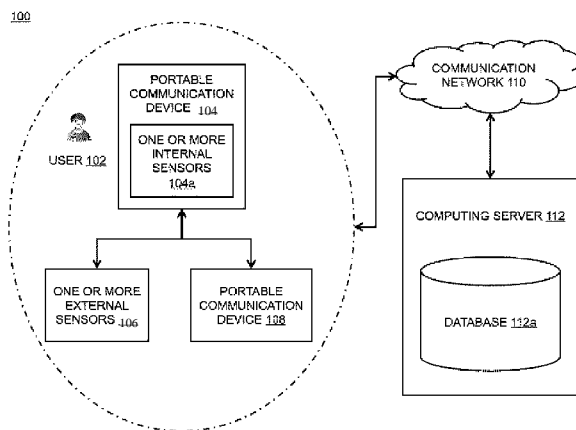 100
PORTABLE
COMMUNICATION
DEVICE 104
ONE OR MORE
INTERNAL
SENSORS
104a
USER 102
ONE OR MORE
EXTERNAL
SENSORS 106
PORTABLE
COMMUNICATION
DEVICE 108
COMMUNICATION
NETWORK 110
COMPUTING SERVER 112
DATABASE 112a